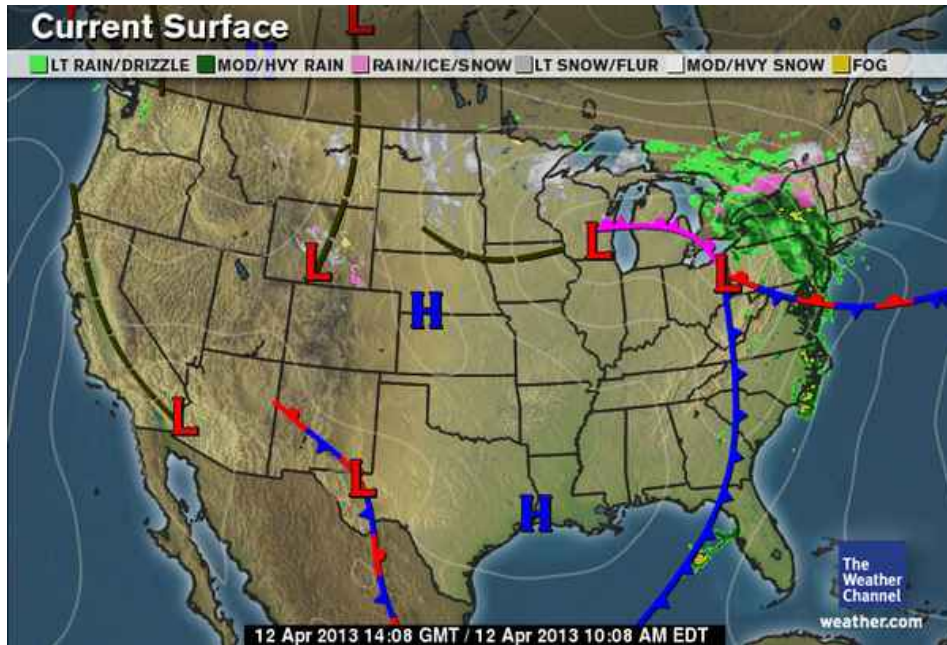 Current Surface
LT RAIN/DRIZZLE MOD/HVY RAIN RAIN/ICE/SNOW LT SNOW/FLUR MOD/HVY SNOW FOG
L
H
L
L
L
H
L
L
H
The
Weather
Channel
weather.com
12 Apr 2013 14:08 GMT / 12 Apr 2013 10:08 AM EDT